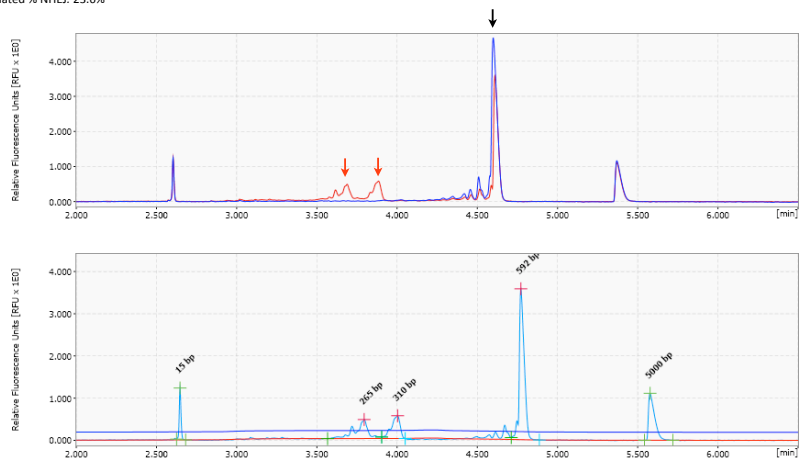 Relative Fluorescence Units [RFU x 1E0]
4.000
3.000
2.000
1.000
0.000
2.000 2.500 3.000 3.500 4.000 4.500 5.000 5.500 6.000 [min]
Relative Fluorescence Units [RFU x 1E0]
4.000
3.000
2.000
1.000
0.000
15 bp
265 bp
310 bp
592 bp
5000 bp
2.000 2.500 3.000 3.500 4.000 4.500 5.000 5.500 6.000 [min]